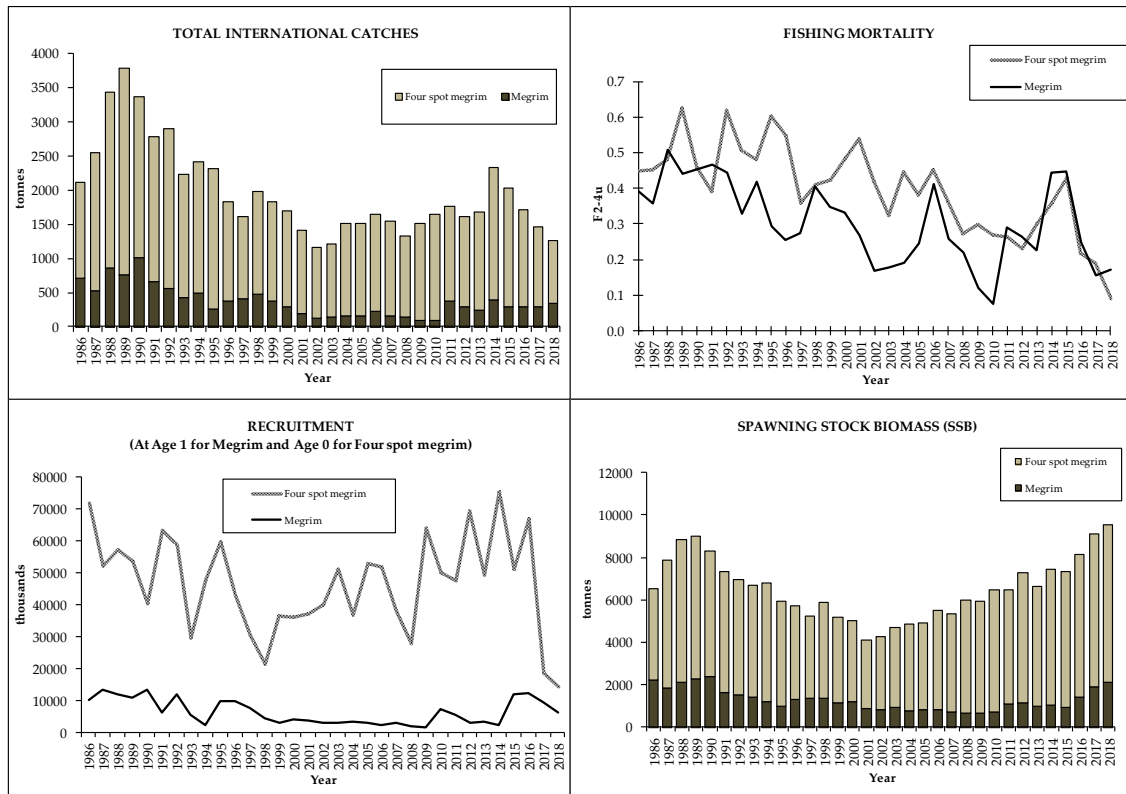 TOTAL INTERNATIONAL CATCHES
4000
3500
3000
2500
2000
1500
1000
500
0
tonnes
Four spot megrim
Megrim
1986 1987 1988 1989 1990 1991 1992 1993 1994 1995 1996 1997 1998 1999 2000 2001 2002 2003 2004 2005 2006 2007 2008 2009 2010 2011 2012 2013 2014 2015 2016 2017 2018
Year
FISHING MORTALITY
Four spot megrim
Megrim
0.7
0.6
0.5
0.4
0.3
0.2
0.1
0.0
F 2-4u
1986 1987 1988 1989 1990 1991 1992 1993 1994 1995 1996 1997 1998 1999 2000 2001 2002 2003 2004 2005 2006 2007 2008 2009 2010 2011 2012 2013 2014 2015 2016 2017 2018
Year
RECRUITMENT
(At Age 1 for Megrim and Age 0 for Four spot megrim)
80000
70000
60000
50000
40000
30000
20000
10000
0
thousands
Four spot megrim
Megrim
1986 1987 1988 1989 1990 1991 1992 1993 1994 1995 1996 1997 1998 1999 2000 2001 2002 2003 2004 2005 2006 2007 2008 2009 2010 2011 2012 2013 2014 2015 2016 2017 2018
Year
SPAWNING STOCK BIOMASS (SSB)
Four spot megrim
Megrim
12000
10000
8000
6000
4000
2000
0
tonnes
1986 1987 1988 1989 1990 1991 1992 1993 1994 1995 1996 1997 1998 1999 2000 2001 2002 2003 2004 2005 2006 2007 2008 2009 2010 2011 2012 2013 2014 2015 2016 2017 2018
Year